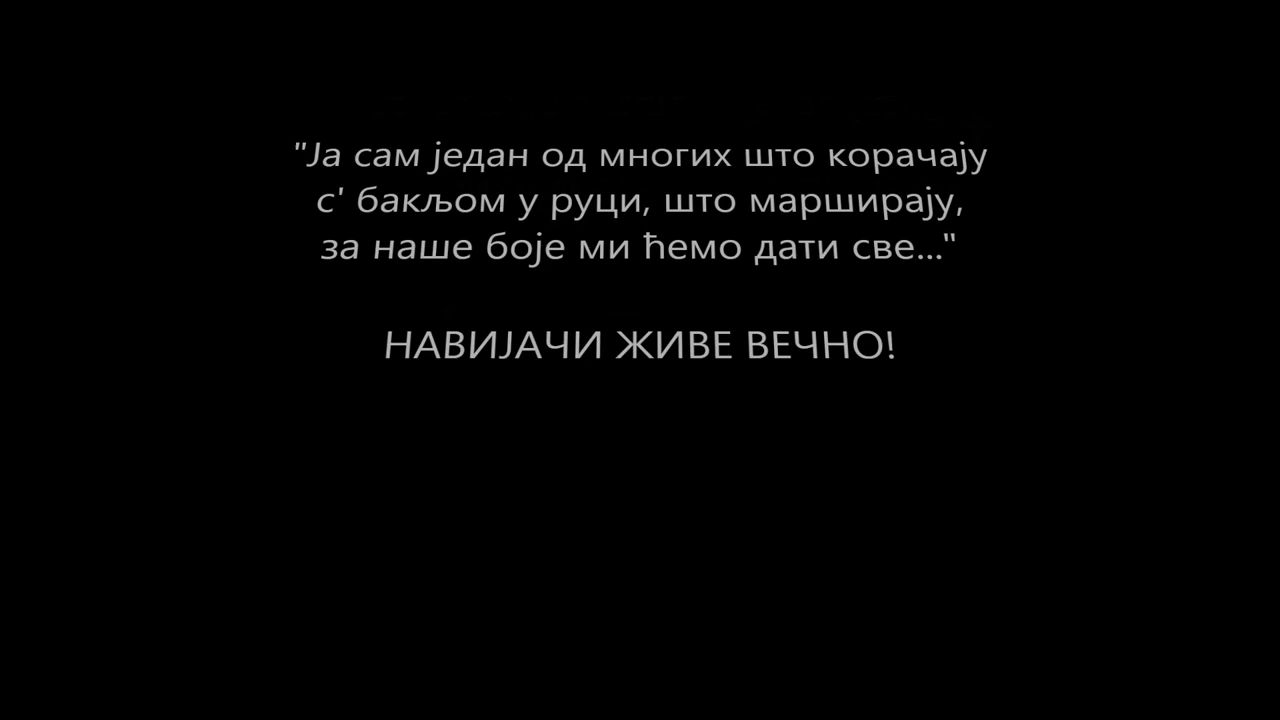 "Ја сам један од многих што корачају
с' бакљом у руци, што марширају,
за наше боје ми ћемо дати све..."
НАВИЈАЧИ ЖИВЕ ВЕЧНО!